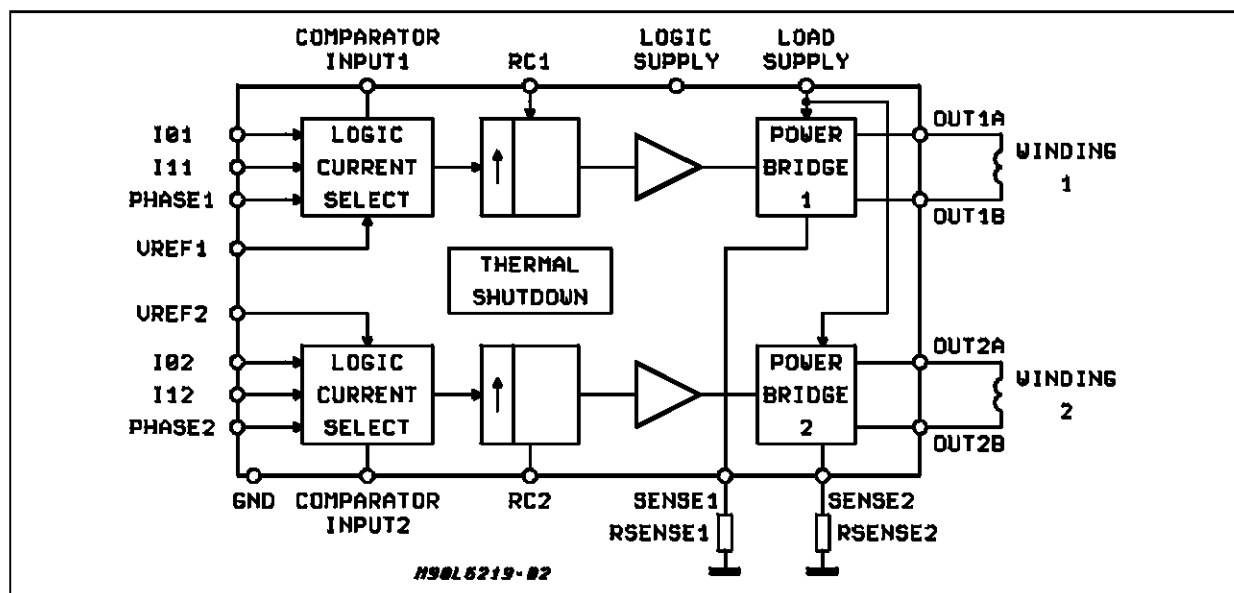 COMPARATOR
INPUT1
RC1
LOGIC
SUPPLY
LOAD
SUPPLY
I01
I11
PHASE1
VREF1
LOGIC
CURRENT
SELECT
POWER
BRIDGE
1
OUT1A
OUT1B
WINDING
1
THERMAL
SHUTDOWN
VREF2
I02
I12
PHASE2
LOGIC
CURRENT
SELECT
POWER
BRIDGE
2
OUT2A
OUT2B
WINDING
2
GND
COMPARATOR
INPUT2
RC2
SENSE1
RSENSE1
SENSE2
RSENSE2
M90L6219-02